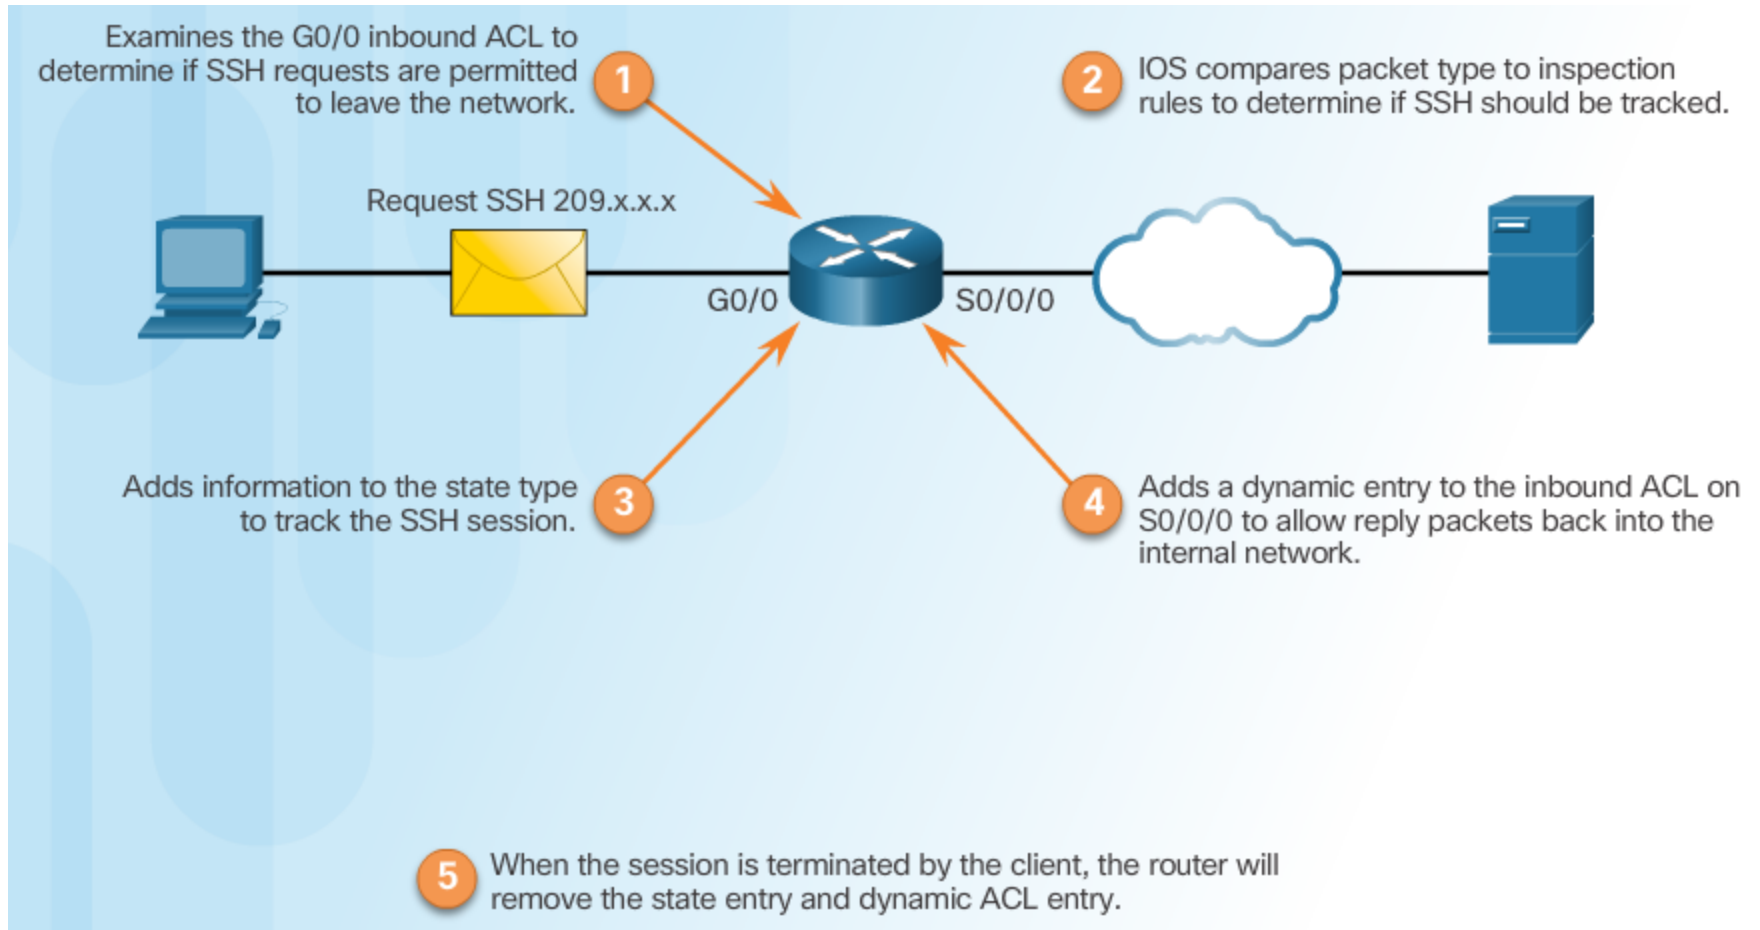 Examines the G0/0 inbound ACL to
determine if SSH requests are permitted
to leave the network.
1
2
IOS compares packet type to inspection
rules to determine if SSH should be tracked.
Request SSH 209.x.x.x
G0/0
S0/0/0
Adds information to the state type
to track the SSH session.
3
4
Adds a dynamic entry to the inbound ACL on
S0/0/0 to allow reply packets back into the
internal network.
5
When the session is terminated by the client, the router will
remove the state entry and dynamic ACL entry.